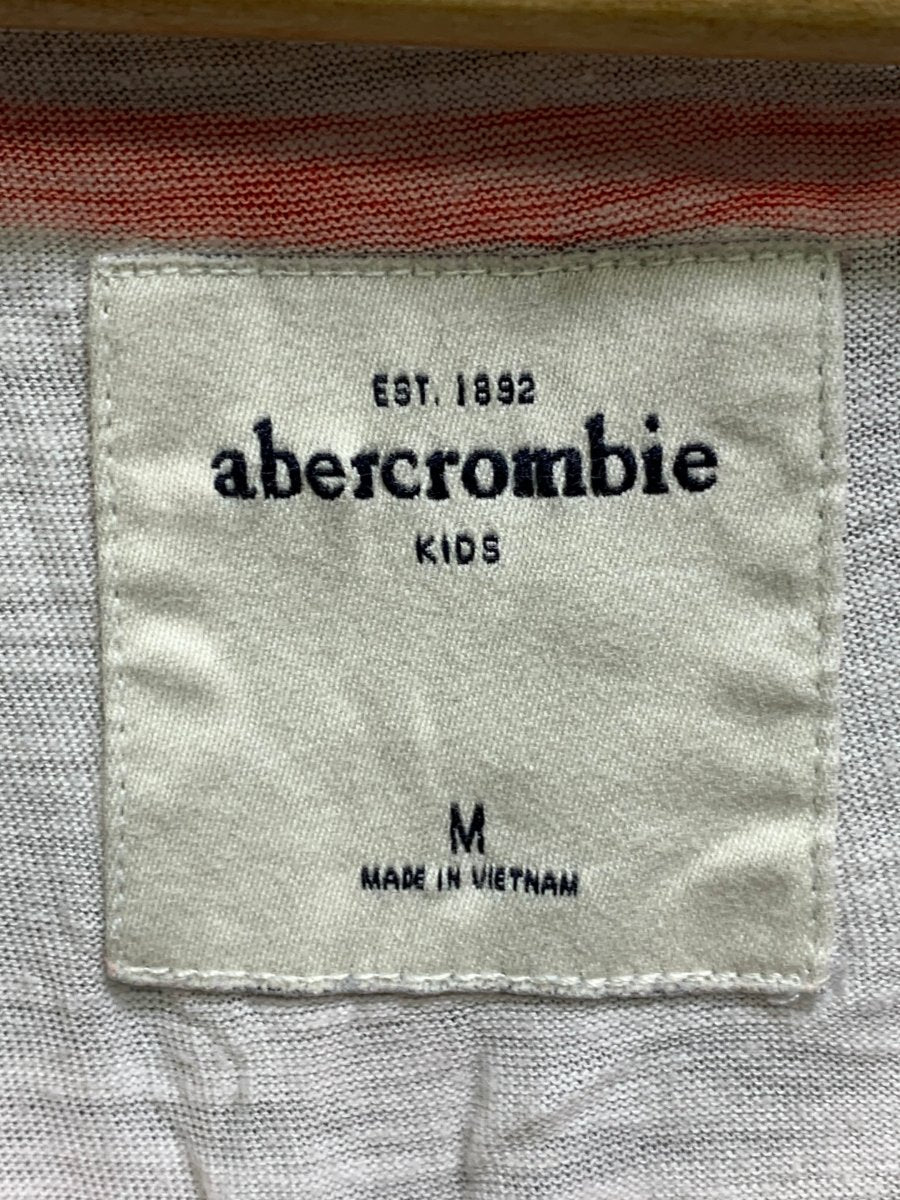 EST. 1892
abercrombie
KIDS
M
MADE IN VIETNAM